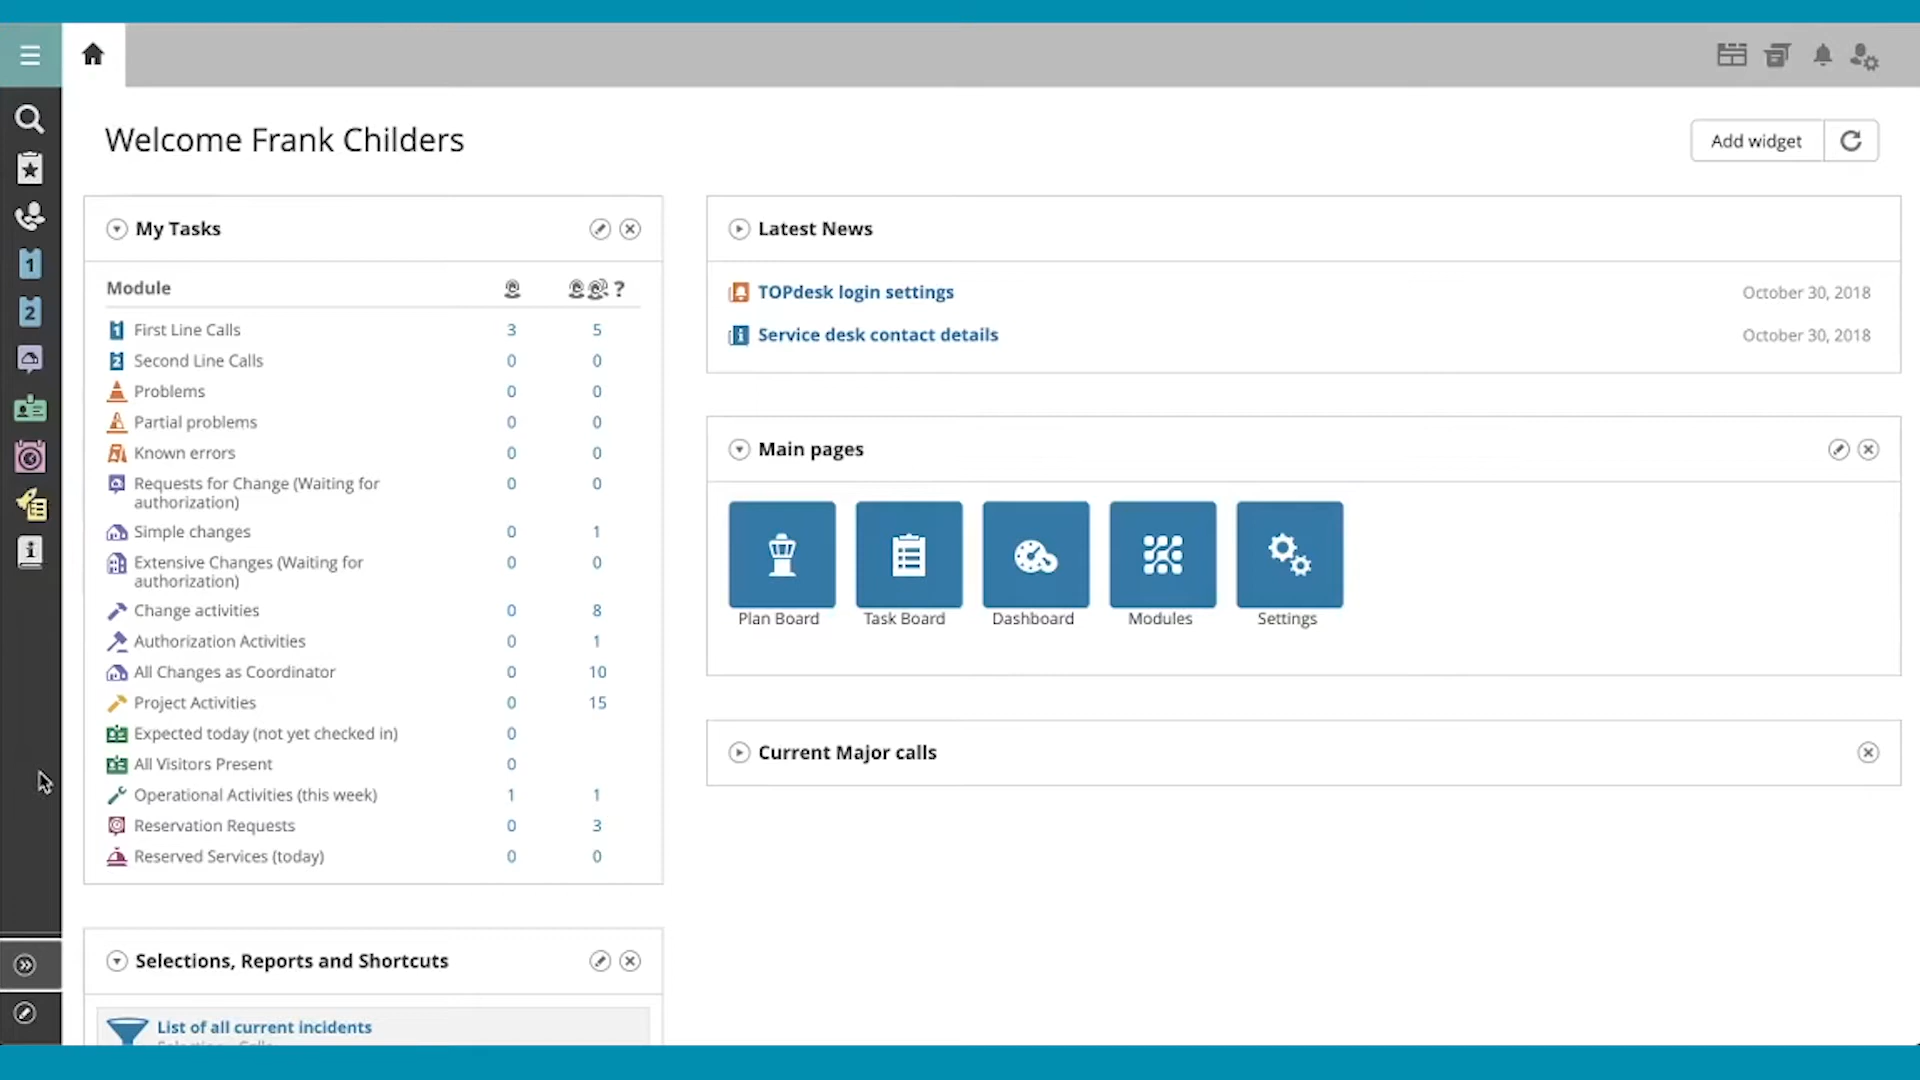 Welcome Frank Childers
Add widget
My Tasks
Module ?
1 First Line Calls 3 5
2 Second Line Calls 0 0
Problems 0 0
Partial problems 0 0
Known errors 0 0
Requests for Change (Waiting for 0 0
authorization)
Simple changes 0 1
Extensive Changes (Waiting for 0 0
authorization)
Change activities 0 8
Authorization Activities 0 1
All Changes as Coordinator 0 10
Project Activities 0 15
Expected today (not yet checked in) 0
All Visitors Present 0
Operational Activities (this week) 1 1
Reservation Requests 0 3
Reserved Services (today) 0 0
Selections, Reports and Shortcuts
List of all current incidents
Latest News
TOPdesk login settings October 30, 2018
Service desk contact details October 30, 2018
Main pages
Plan Board Task Board Dashboard Modules Settings
Current Major calls
1
2